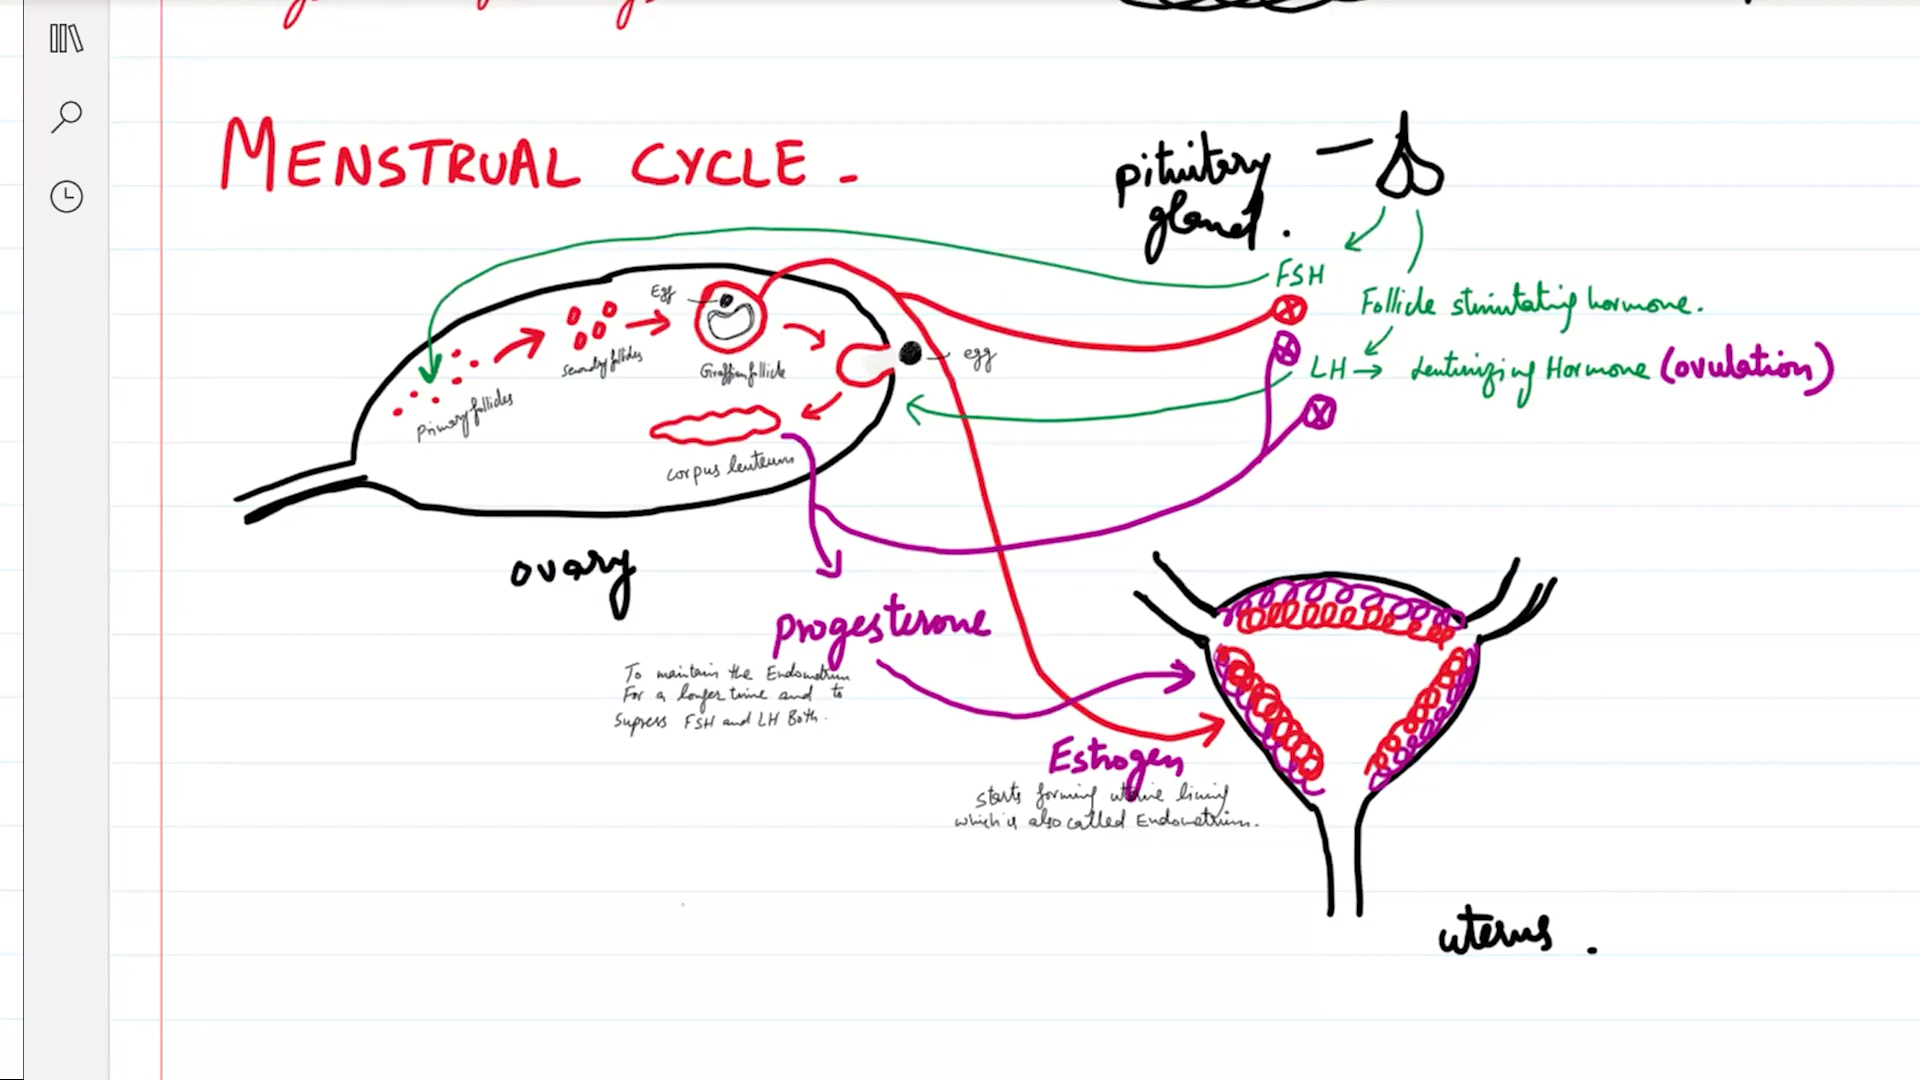 MENSTRUAL CYCLE.
pituitory
gland.
FSH
Follicle stimulating hormone.
LH → Leutinizing Hormone (ovulation)
Egg
egg
Primary follicles
Secondary follicles
Graffian follicle
corpus leuteum
ovary
Progesterone
To maintain the Endometrium
For a longer time and to
supress FSH and LH Both.
Estrogen
starts forming uterine lining
which is also called Endometrium.
uterus.